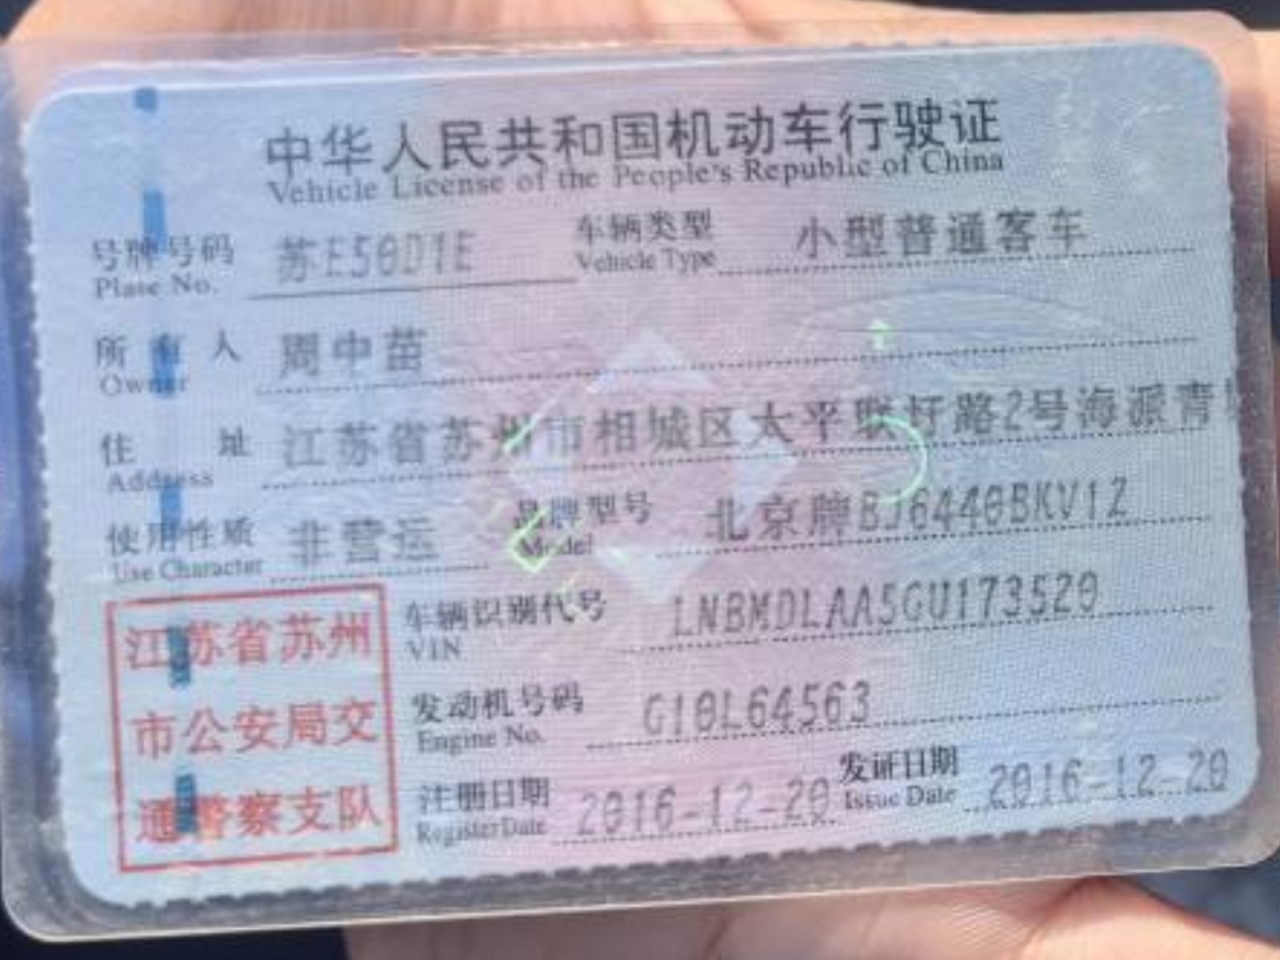 中华人民共和国机动车行驶证
Vehicle License of the People's Republic of China
号牌号码 苏E50D1E 车辆类型 小型普通客车
Plate No. Vehicle Type
所有人 周中苗
Owner
住址 江苏省苏州市相城区太平联圩路2号海派青
Address
使用性质 非营运 品牌型号 北京牌BJ6440BKV1Z
Use Character Model
江苏省苏州 车辆识别代号 LNBMDLAA5GU173520
VIN
市公安局交 发动机号码 G10L64563
Engine No.
通警察支队 注册日期 2016-12-20 发证日期 2016-12-20
Register Date Issue Date